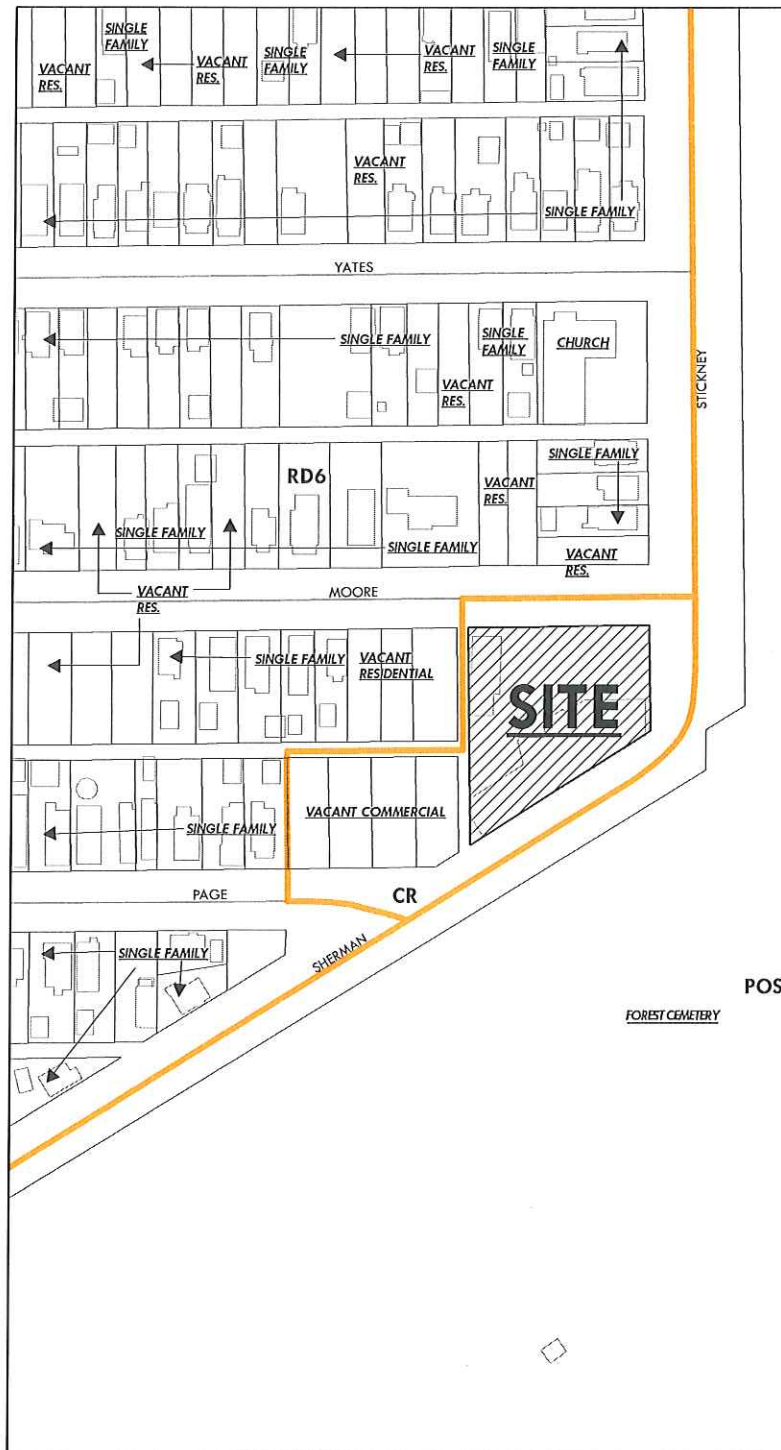 SINGLE
FAMILY
VACANT
RES.
VACANT
RES.
SINGLE
FAMILY
VACANT
RES.
SINGLE
FAMILY
VACANT
RES.
SINGLE FAMILY
YATES
SINGLE FAMILY
SINGLE
FAMILY
CHURCH
VACANT
RES.
STICKNEY
RD6
SINGLE FAMILY
VACANT
RES.
SINGLE FAMILY
SINGLE FAMILY
VACANT
RES.
VACANT
RES.
MOORE
SINGLE FAMILY
VACANT
RESIDENTIAL
SITE
VACANT COMMERCIAL
SINGLE FAMILY
PAGE
CR
SHERMAN
SINGLE FAMILY
POS
FOREST CEMETERY